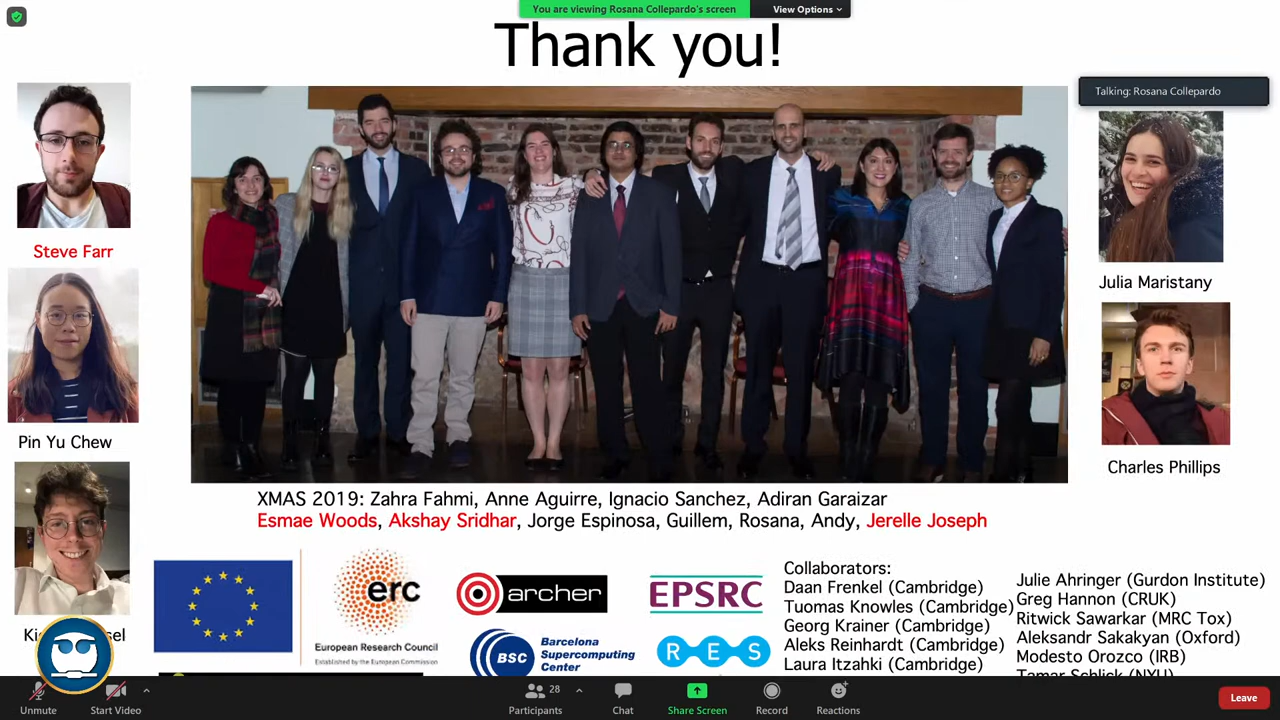 You are viewing Rosana Collepardo's screen
View Options
Thank you!
Talking: Rosana Collepardo
Steve Farr
Julia Maristany
Pin Yu Chew
Charles Phillips
XMAS 2019: Zahra Fahmi, Anne Aguirre, Ignacio Sanchez, Adiran Garaizar
Esmae Woods, Akshay Sridhar, Jorge Espinosa, Guillem, Rosana, Andy, Jerelle Joseph
erc
European Research Council
Established by the European Commission
archer
BSC
Barcelona
Supercomputing
Center
EPSRC
RES
Collaborators:
Daan Frenkel (Cambridge)
Tuomas Knowles (Cambridge)
Georg Krainer (Cambridge)
Aleks Reinhardt (Cambridge)
Laura Itzahki (Cambridge)
Julie Ahringer (Gurdon Institute)
Greg Hannon (CRUK)
Ritwick Sawarkar (MRC Tox)
Aleksandr Sakakyan (Oxford)
Modesto Orozco (IRB)
Tamar Schlick (NYU)
Unmute
Start Video
28
Participants
Chat
Share Screen
Record
Reactions
Leave